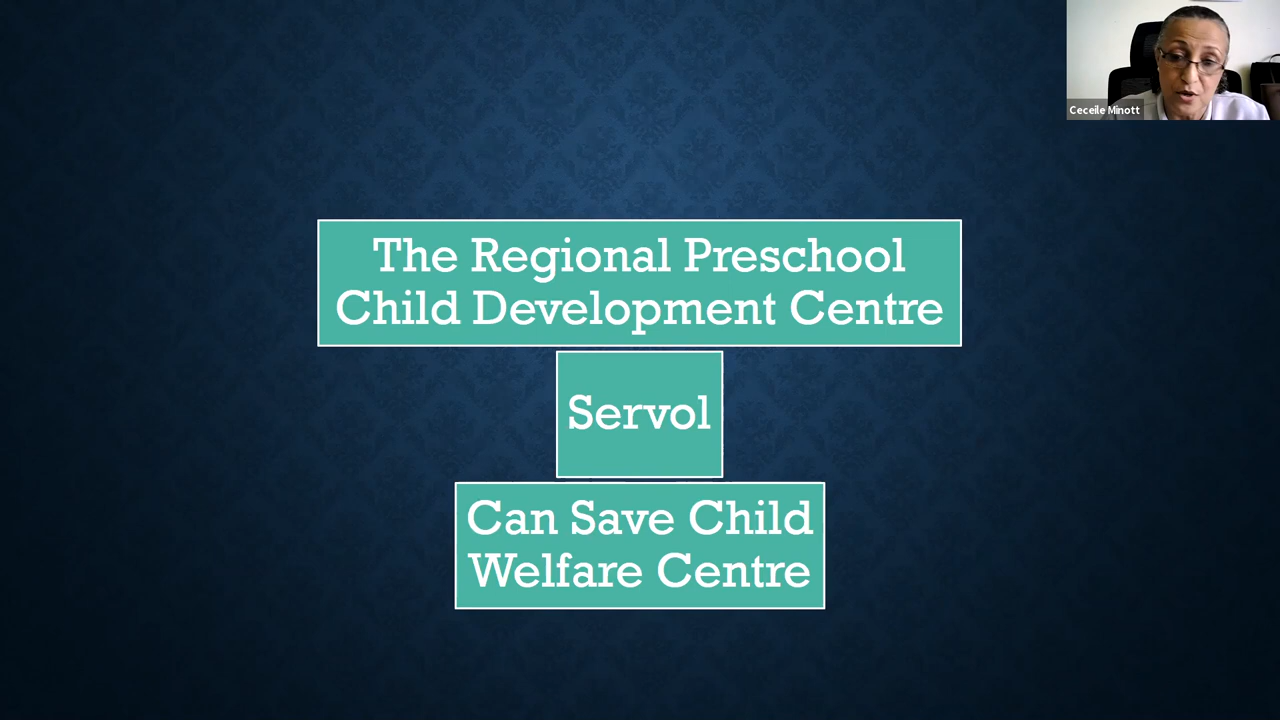 Ceceile Minott
The Regional Preschool
Child Development Centre
Servol
Can Save Child
Welfare Centre